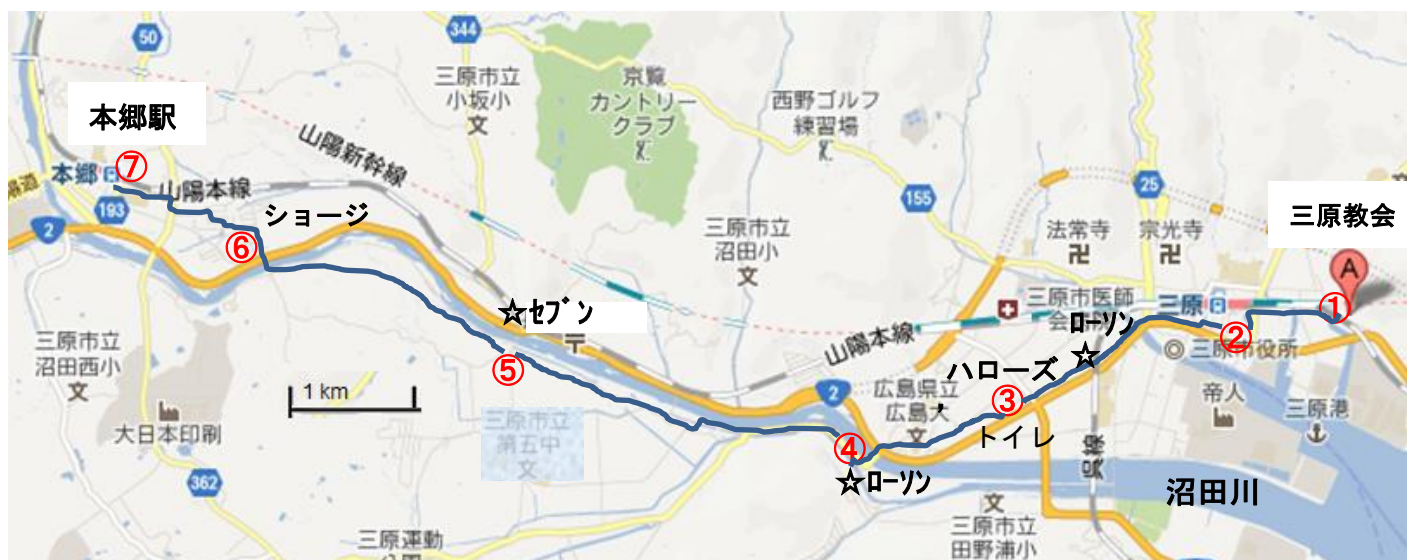 344
50
三原市立
小坂小
文
京覧
カントリー
クラブ
西野ゴルフ
練習場
本郷駅
山陽新幹線
⑦
本郷
山陽本線
193
2
ショージ
⑥
155
25
三原教会
A
法常寺
卍
宗光寺
卍
三原市立
沼田小
文
三原市医師
三原
①
②
ローソン
☆
三原市役所
☆セブン
〒
山陽本線
三原市立
沼田西小
文
⑤
1 km
ハローズ
2
広島県立
広島大
文
③
トイレ
帝人
三原港
三原市立
第五中
文
大日本印刷
④
☆ローソン
呉線
沼田川
362
三原運動
文
三原市立
田野浦小